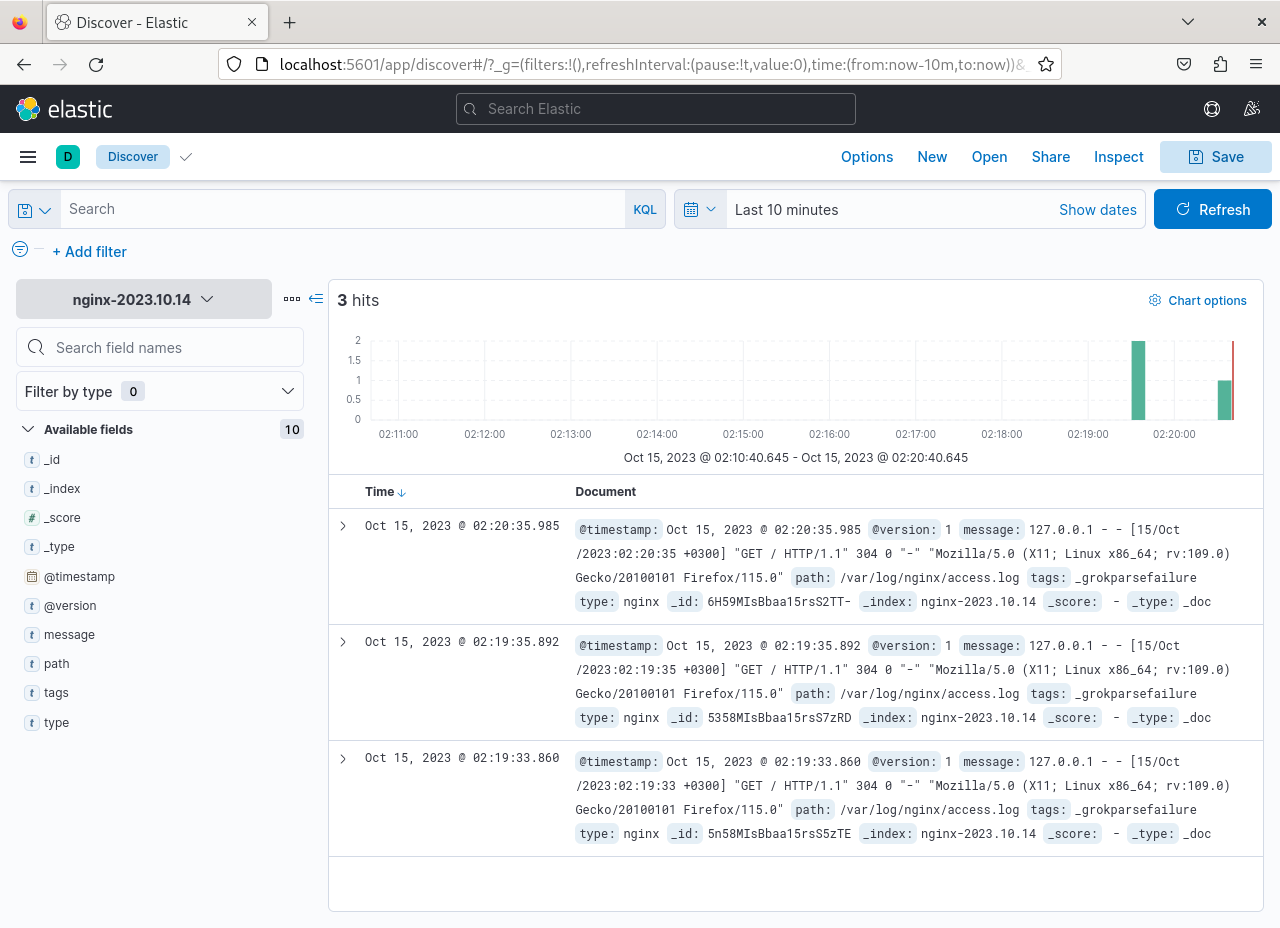 Discover - Elastic
localhost:5601/app/discover#/?_g=(filters:!(),refreshInterval:(pause:!t,value:0),time:(from:now-10m,to:now))&
elastic
Search Elastic
D
Discover
Options
New
Open
Share
Inspect
Save
Search
KQL
Last 10 minutes
Show dates
Refresh
+ Add filter
nginx-2023.10.14
Search field names
Filter by type 0
Available fields 10
t _id
t _index
# _score
t _type
@timestamp
t @version
t message
t path
t tags
t type
3 hits
Chart options
2
1.5
1
0.5
0
02:11:00 02:12:00 02:13:00 02:14:00 02:15:00 02:16:00 02:17:00 02:18:00 02:19:00 02:20:00
Oct 15, 2023 @ 02:10:40.645 - Oct 15, 2023 @ 02:20:40.645
Time Document
Oct 15, 2023 @ 02:20:35.985 @timestamp: Oct 15, 2023 @ 02:20:35.985 @version: 1 message: 127.0.0.1 - - [15/Oct
/2023:02:20:35 +0300] "GET / HTTP/1.1" 304 0 "-" "Mozilla/5.0 (X11; Linux x86_64; rv:109.0)
Gecko/20100101 Firefox/115.0" path: /var/log/nginx/access.log tags: _grokparsefailure
type: nginx _id: 6H59MIsBbaa15rsS2TT- _index: nginx-2023.10.14 _score: - _type: _doc
Oct 15, 2023 @ 02:19:35.892 @timestamp: Oct 15, 2023 @ 02:19:35.892 @version: 1 message: 127.0.0.1 - - [15/Oct
/2023:02:19:35 +0300] "GET / HTTP/1.1" 304 0 "-" "Mozilla/5.0 (X11; Linux x86_64; rv:109.0)
Gecko/20100101 Firefox/115.0" path: /var/log/nginx/access.log tags: _grokparsefailure
type: nginx _id: 5358MIsBbaa15rsS7zRD _index: nginx-2023.10.14 _score: - _type: _doc
Oct 15, 2023 @ 02:19:33.860 @timestamp: Oct 15, 2023 @ 02:19:33.860 @version: 1 message: 127.0.0.1 - - [15/Oct
/2023:02:19:33 +0300] "GET / HTTP/1.1" 304 0 "-" "Mozilla/5.0 (X11; Linux x86_64; rv:109.0)
Gecko/20100101 Firefox/115.0" path: /var/log/nginx/access.log tags: _grokparsefailure
type: nginx _id: 5n58MIsBbaa15rsS5zTE _index: nginx-2023.10.14 _score: - _type: _doc